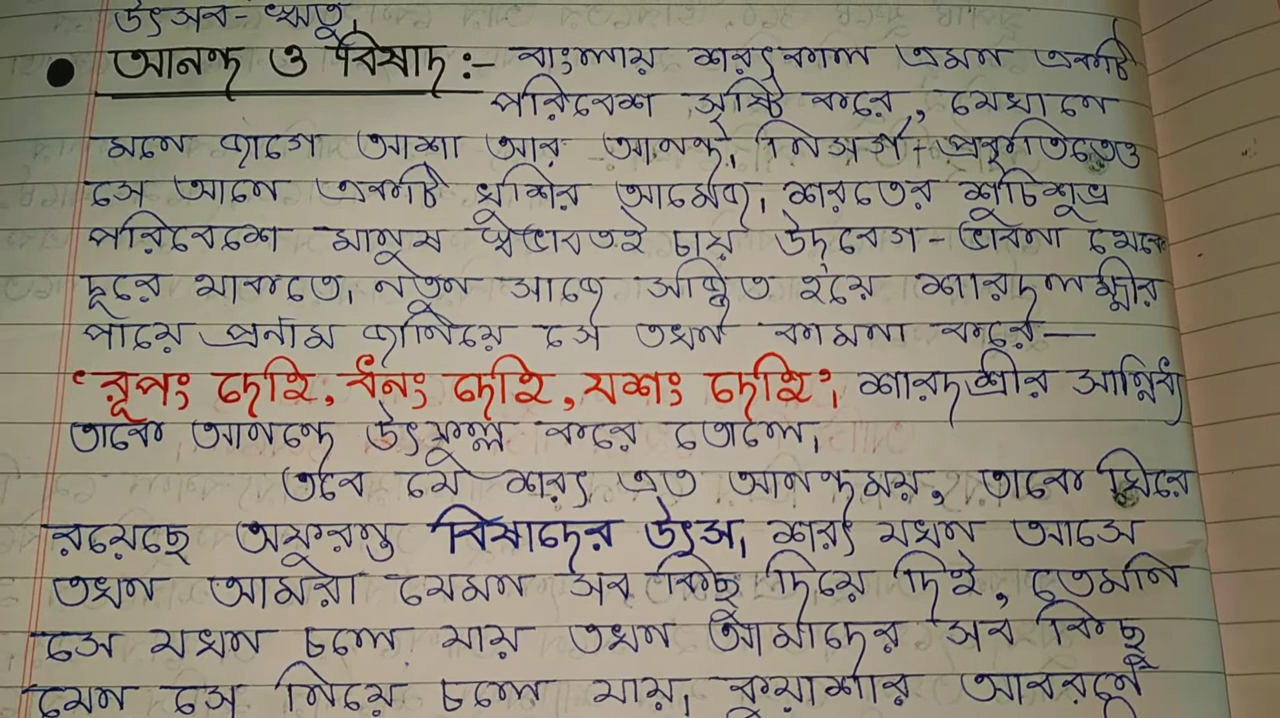 উৎসব-ঋতু।
● আনন্দ ও বিষাদ :- বাংলায় শরৎকাল এমন একটি
পরিবেশ সৃষ্টি করে, যেখানে
মনে জাগে আশা আর আনন্দ। নিসর্গ-প্রকৃতিতেও
সে আনে একটি খুশির আমেজ। শরতের শুচিশুভ্র
পরিবেশে মানুষ স্বভাবতই চায় উদ্‌বেগ-ভাবনা থেকে
দূরে থাকতে। নতুন সাজে সজ্জিত হয়ে শারদলক্ষ্মীর
পায়ে প্রণাম জানিয়ে সে তখন কামনা করে—
'রূপং দেহি, ধনং দেহি, যশং দেহি'। শারদশ্রীর সান্নিধ্য
তাকে আনন্দে উৎফুল্ল করে তোলে।
তবে যে শরৎ এত আনন্দময়, তাকে ঘিরে
রয়েছে অফুরন্ত বিষাদের উৎস। শরৎ যখন আসে
তখন আমরা যেমন সব কিছু দিয়ে দিই, তেমনি
সে যখন চলে যায় তখন আমাদের সব কিছু
যেন সে নিয়ে চলে যায়। কুয়াশার আবরণে